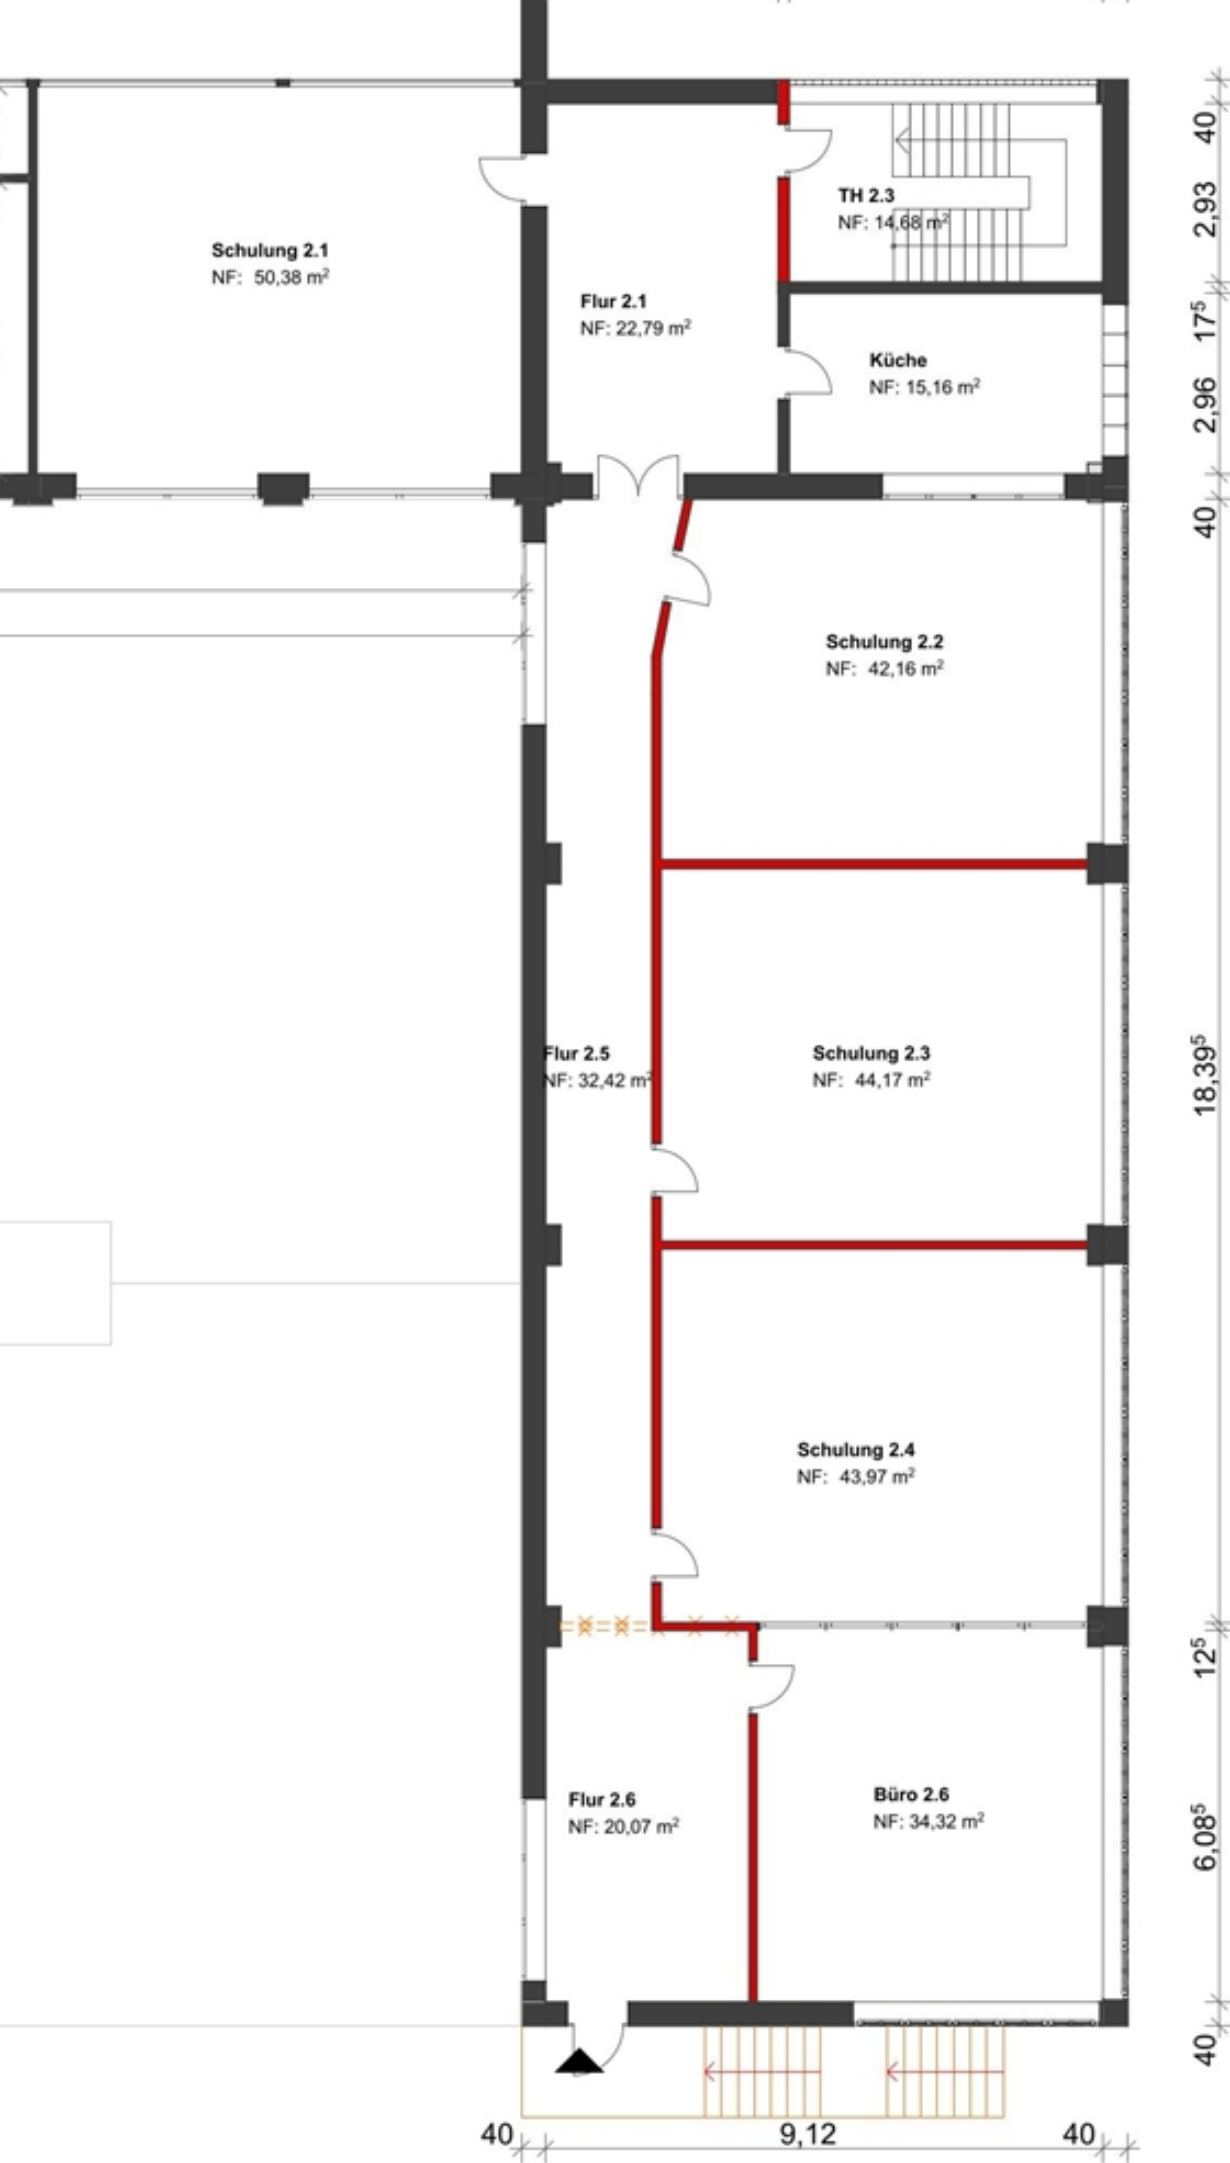 40
TH 2.3
NF: 14,68 m²
2,93
Schulung 2.1
NF: 50,38 m²
Flur 2.1
NF: 22,79 m²
17⁵
Küche
NF: 15,16 m²
2,96
40
Schulung 2.2
NF: 42,16 m²
Flur 2.5
NF: 32,42 m²
Schulung 2.3
NF: 44,17 m²
18,39⁵
Schulung 2.4
NF: 43,97 m²
12⁵
Flur 2.6
NF: 20,07 m²
Büro 2.6
NF: 34,32 m²
6,08⁵
40
40
9,12
40